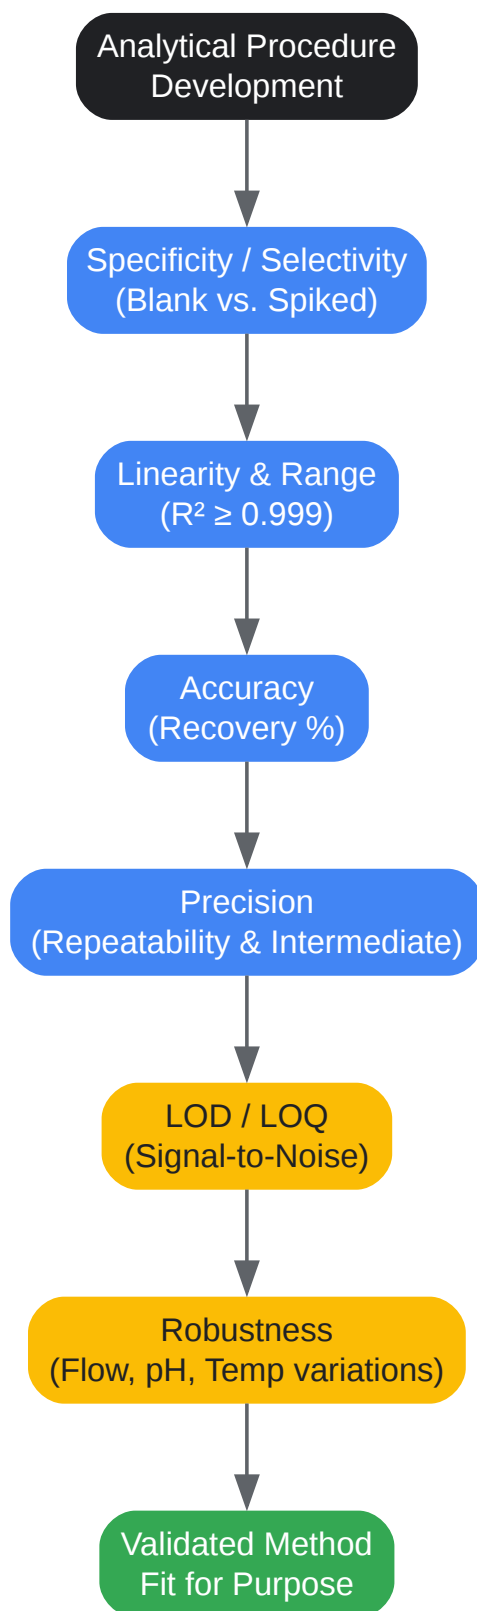 Analytical Procedure
Development
Specificity / Selectivity
(Blank vs. Spiked)
Linearity & Range
(R² ≥ 0.999)
Accuracy
(Recovery %)
Precision
(Repeatability & Intermediate)
LOD / LOQ
(Signal-to-Noise)
Robustness
(Flow, pH, Temp variations)
Validated Method
Fit for Purpose